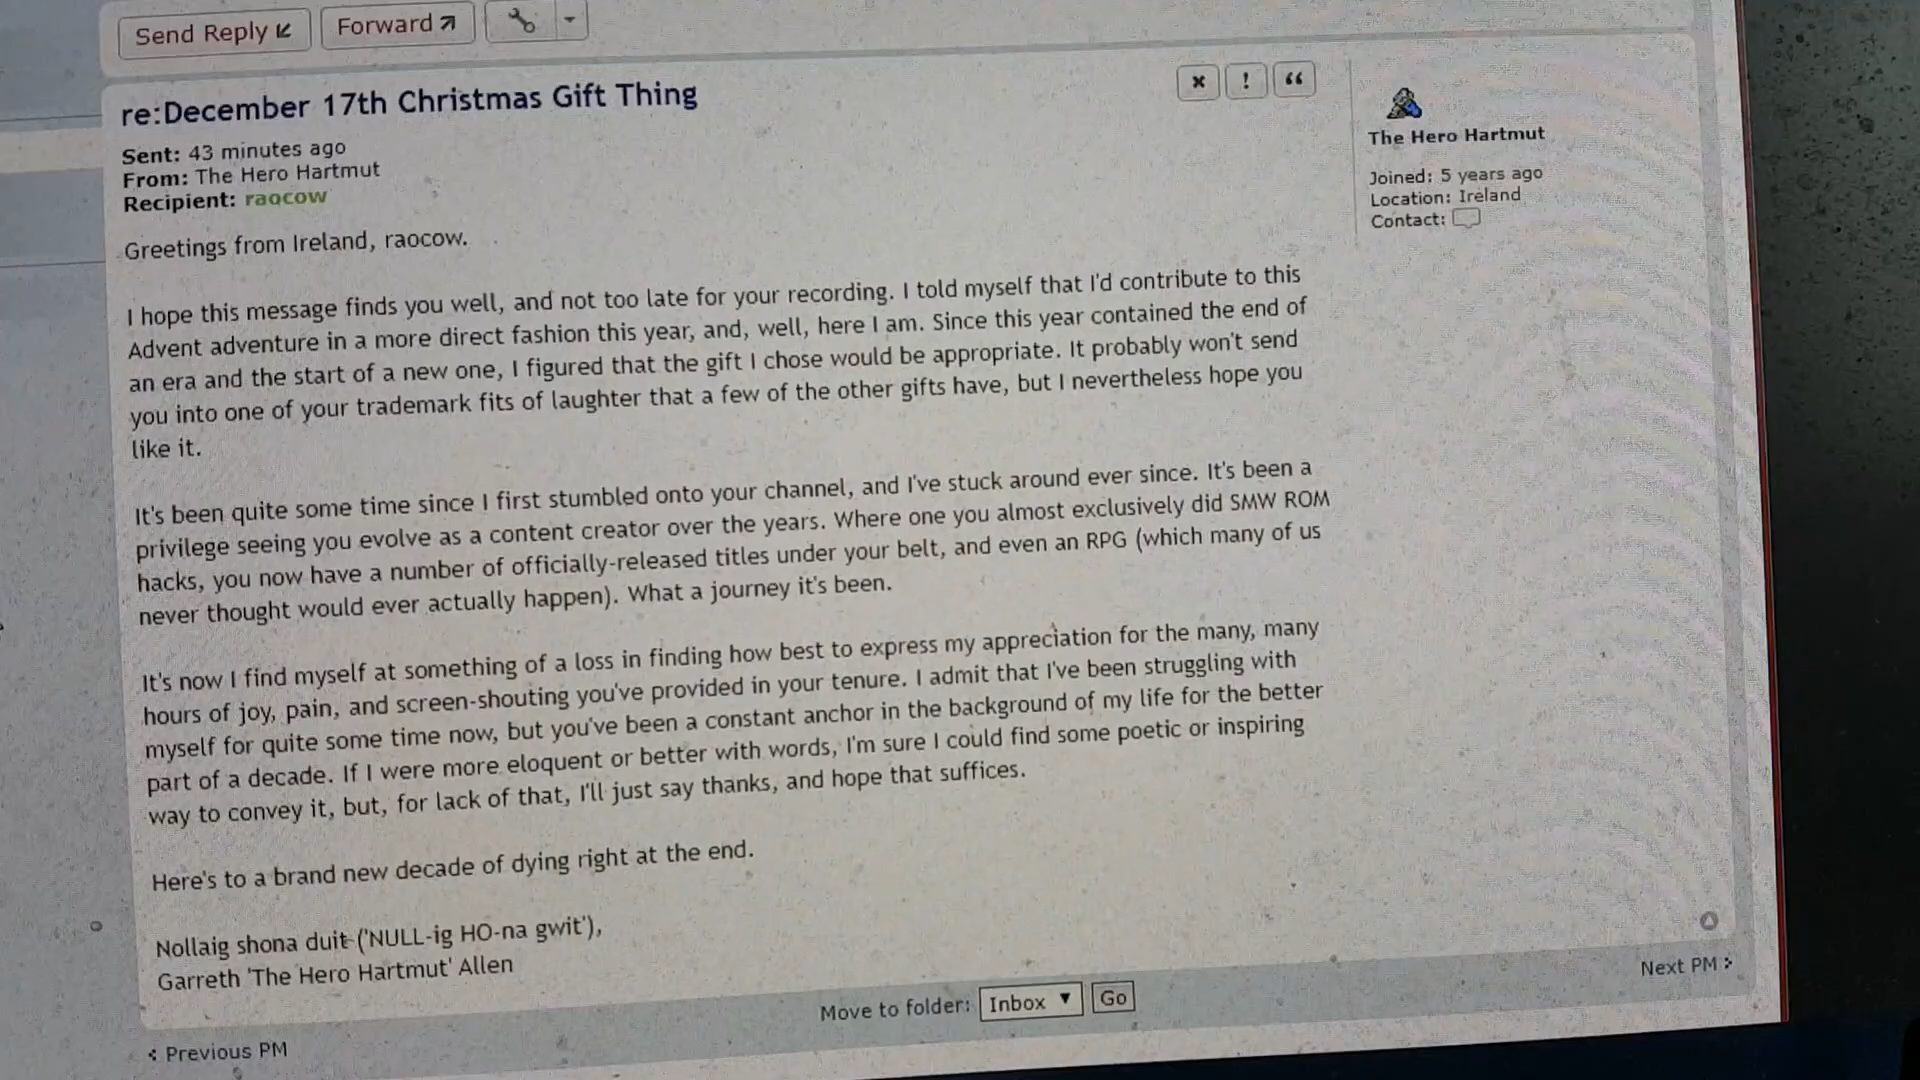 Send Reply
Forward
re:December 17th Christmas Gift Thing
Sent: 43 minutes ago
From: The Hero Hartmut
Recipient: raocow
The Hero Hartmut
Joined: 5 years ago
Location: Ireland
Contact:
Greetings from Ireland, raocow.
I hope this message finds you well, and not too late for your recording. I told myself that I'd contribute to this
Advent adventure in a more direct fashion this year, and, well, here I am. Since this year contained the end of
an era and the start of a new one, I figured that the gift I chose would be appropriate. It probably won't send
you into one of your trademark fits of laughter that a few of the other gifts have, but I nevertheless hope you
like it.
It's been quite some time since I first stumbled onto your channel, and I've stuck around ever since. It's been a
privilege seeing you evolve as a content creator over the years. Where one you almost exclusively did SMW ROM
hacks, you now have a number of officially-released titles under your belt, and even an RPG (which many of us
never thought would ever actually happen). What a journey it's been.
It's now I find myself at something of a loss in finding how best to express my appreciation for the many, many
hours of joy, pain, and screen-shouting you've provided in your tenure. I admit that I've been struggling with
myself for quite some time now, but you've been a constant anchor in the background of my life for the better
part of a decade. If I were more eloquent or better with words, I'm sure I could find some poetic or inspiring
way to convey it, but, for lack of that, I'll just say thanks, and hope that suffices.
Here's to a brand new decade of dying right at the end.
Nollaig shona duit ('NULL-ig HO-na gwit'),
Garreth 'The Hero Hartmut' Allen
Next PM
Move to folder: Inbox Go
Previous PM